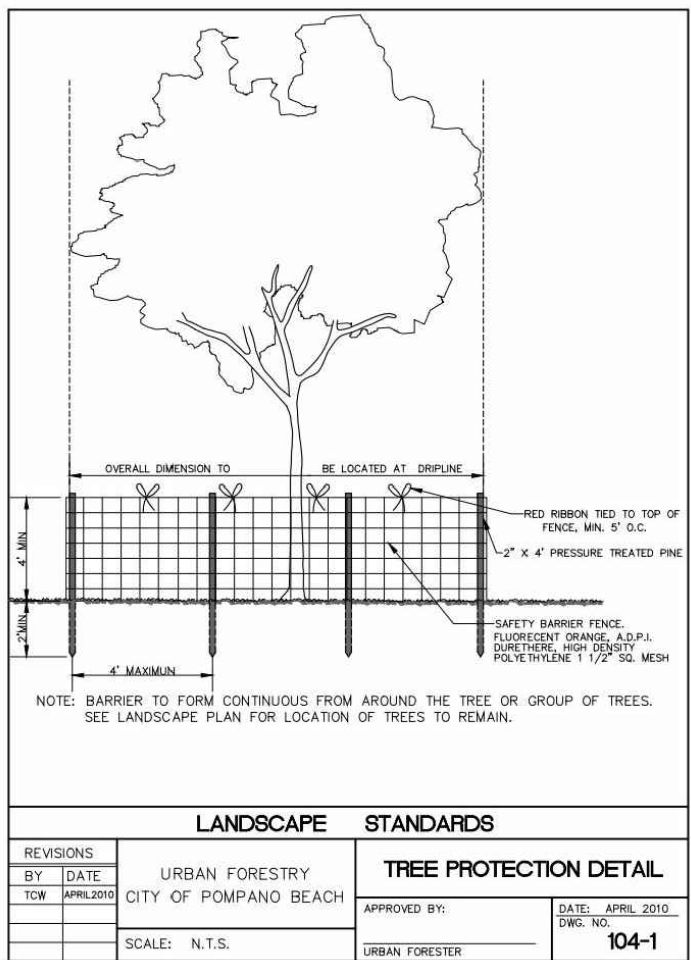 OVERALL DIMENSION TO BE LOCATED AT DRIPLINE
RED RIBBON TIED TO TOP OF
FENCE, MIN. 5' O.C.
4' MIN
2" X 4' PRESSURE TREATED PINE
2'MIN
SAFETY BARRIER FENCE.
FLUORECENT ORANGE, A.D.P.I.
DURETHERE, HIGH DENSITY
POLYETHYLENE 1 1/2" SQ. MESH
4' MAXIMUN
NOTE: BARRIER TO FORM CONTINUOUS FROM AROUND THE TREE OR GROUP OF TREES.
SEE LANDSCAPE PLAN FOR LOCATION OF TREES TO REMAIN.
LANDSCAPE STANDARDS
REVISIONS
BY DATE
TCW APRIL2010
URBAN FORESTRY
CITY OF POMPANO BEACH
SCALE: N.T.S.
TREE PROTECTION DETAIL
APPROVED BY:
URBAN FORESTER
DATE: APRIL 2010
DWG. NO.
104-1